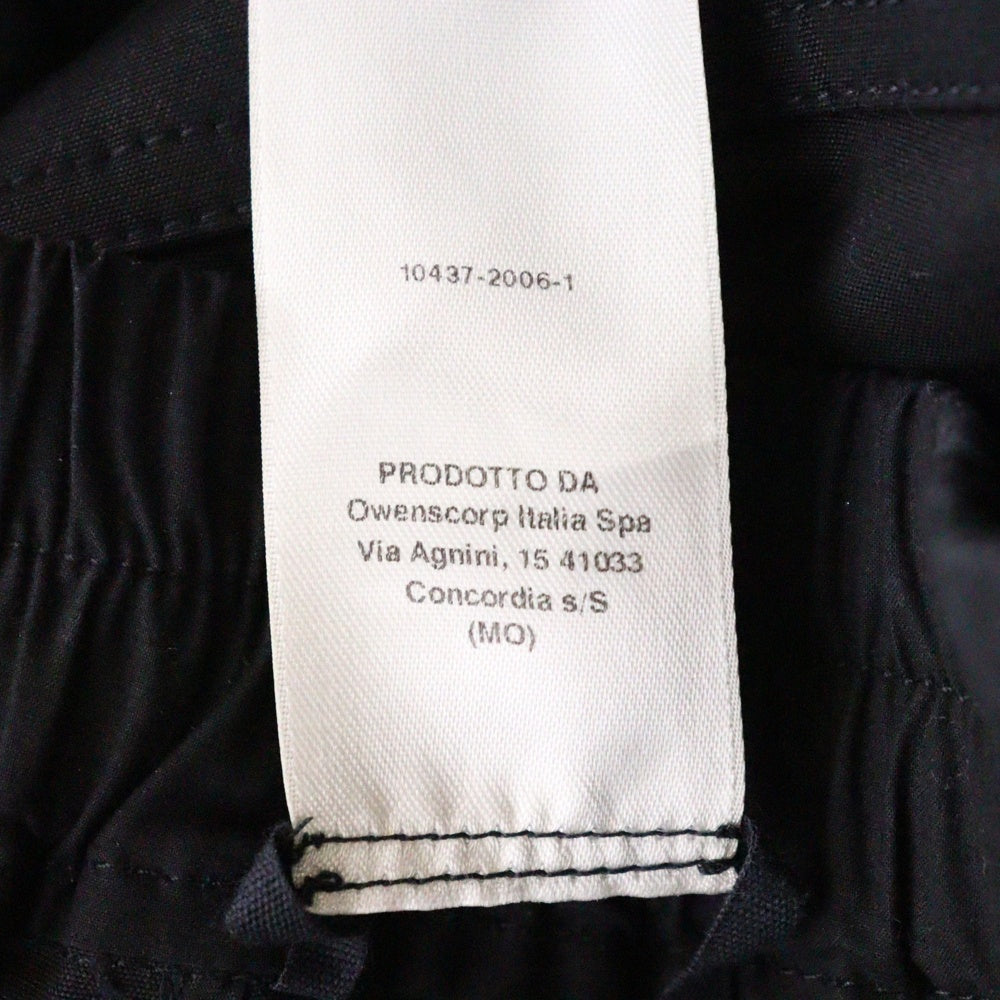 10437-2006-1
PRODOTTO DA
Owenscorp Italia Spa
Via Agnini, 15 41033
Concordia s/S
(MO)